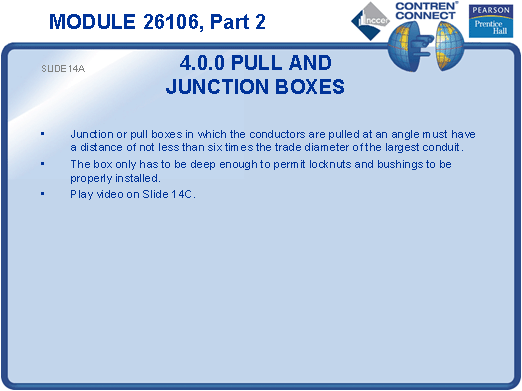 MODULE 26106, Part 2
nccer
CONTREN®
CONNECT
PEARSON
Prentice
Hall
SLIDE 14A
4.0.0 PULL AND
JUNCTION BOXES
• Junction or pull boxes in which the conductors are pulled at an angle must have
a distance of not less than six times the trade diameter of the largest conduit.
• The box only has to be deep enough to permit locknuts and bushings to be
properly installed.
• Play video on Slide 14C.